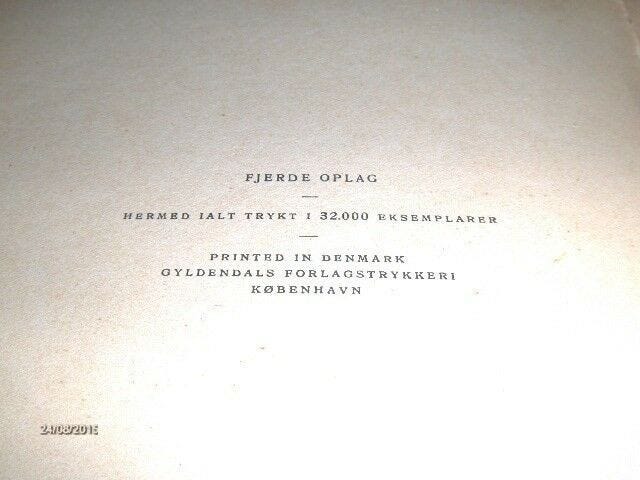 FJERDE OPLAG
HERMED IALT TRYKT I 32.000 EKSEMPLARER
PRINTED IN DENMARK
GYLDENDALS FORLAGSTRYKKERI
KØBENHAVN
24/08/2015